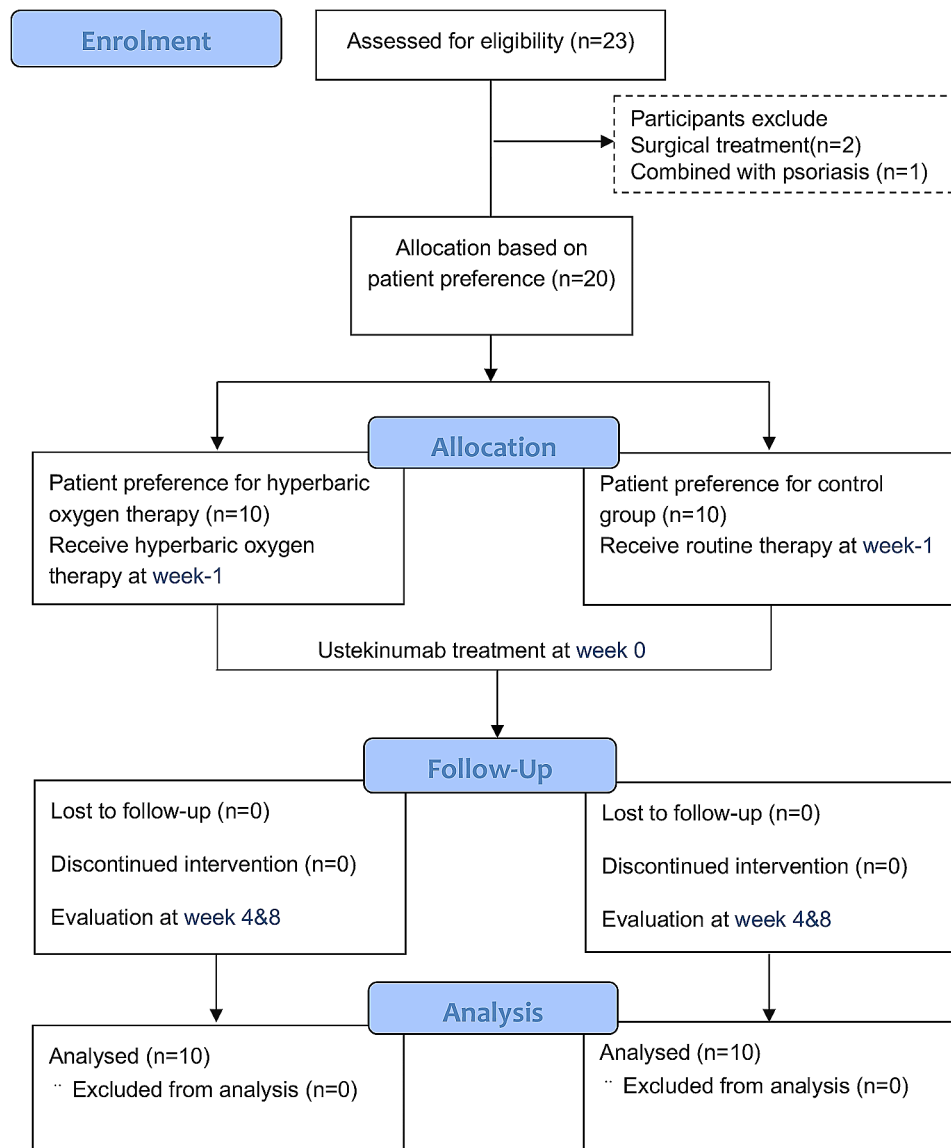 Enrolment
Assessed for eligibility (n=23)
Participants exclude
Surgical treatment(n=2)
Combined with psoriasis (n=1)
Allocation based on
patient preference (n=20)
Allocation
Patient preference for hyperbaric
oxygen therapy (n=10)
Receive hyperbaric oxygen
therapy at week-1
Patient preference for control
group (n=10)
Receive routine therapy at week-1
Ustekinumab treatment at week 0
Follow-Up
Lost to follow-up (n=0)
Discontinued intervention (n=0)
Evaluation at week 4&8
Lost to follow-up (n=0)
Discontinued intervention (n=0)
Evaluation at week 4&8
Analysis
Analysed (n=10)
¨ Excluded from analysis (n=0)
Analysed (n=10)
¨ Excluded from analysis (n=0)